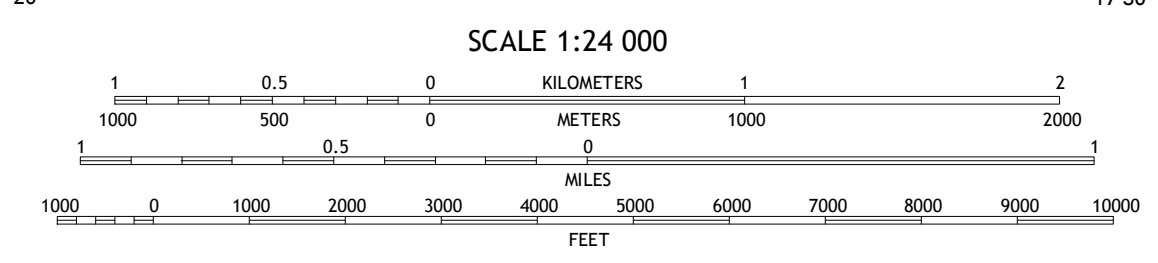 SCALE 1:24 000
1 0.5 0 KILOMETERS 1 2
1000 500 0 METERS 1000 2000
1 0.5 0 1
MILES
1000 0 1000 2000 3000 4000 5000 6000 7000 8000 9000 10000
FEET